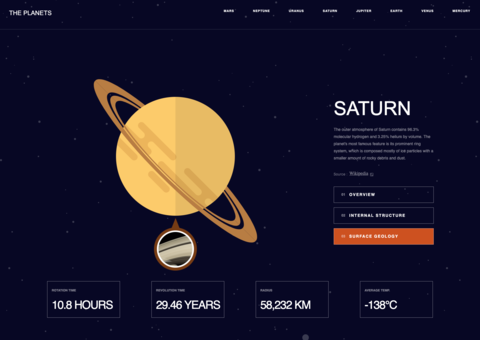 THE PLANETS
MARS NEPTUNE URANUS SATURN JUPITER EARTH VENUS MERCURY
SATURN
The outer atmosphere of Saturn contains 96.3%
molecular hydrogen and 3.25% helium by volume. The
planet's most famous feature is its prominent ring
system, which is composed mostly of ice particles with a
smaller amount of rocky debris and dust.
Source : Wikipedia
01 OVERVIEW
02 INTERNAL STRUCTURE
03 SURFACE GEOLOGY
ROTATION TIME
10.8 HOURS
REVOLUTION TIME
29.46 YEARS
RADIUS
58,232 KM
AVERAGE TEMP.
-138°C